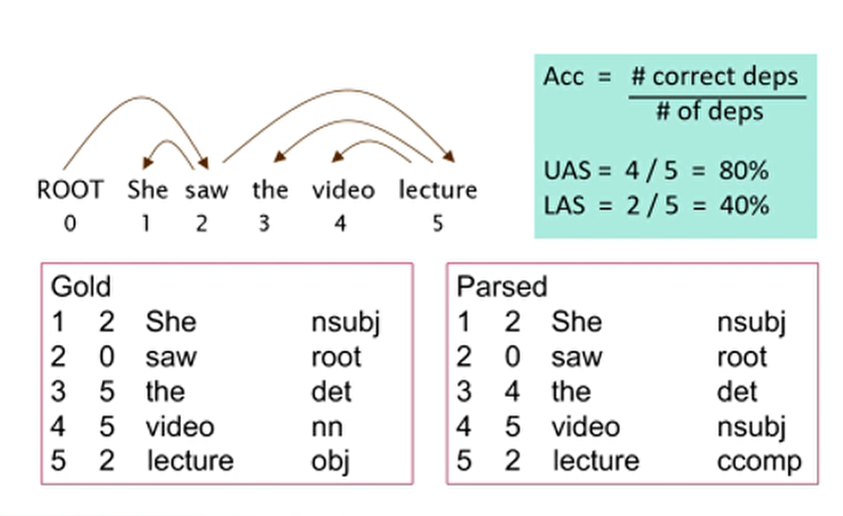 Acc = # correct deps
# of deps
UAS = 4 / 5 = 80%
LAS = 2 / 5 = 40%
ROOT She saw the video lecture
0 1 2 3 4 5
Gold
1 2 She nsubj
2 0 saw root
3 5 the det
4 5 video nn
5 2 lecture obj
Parsed
1 2 She nsubj
2 0 saw root
3 4 the det
4 5 video nsubj
5 2 lecture ccomp